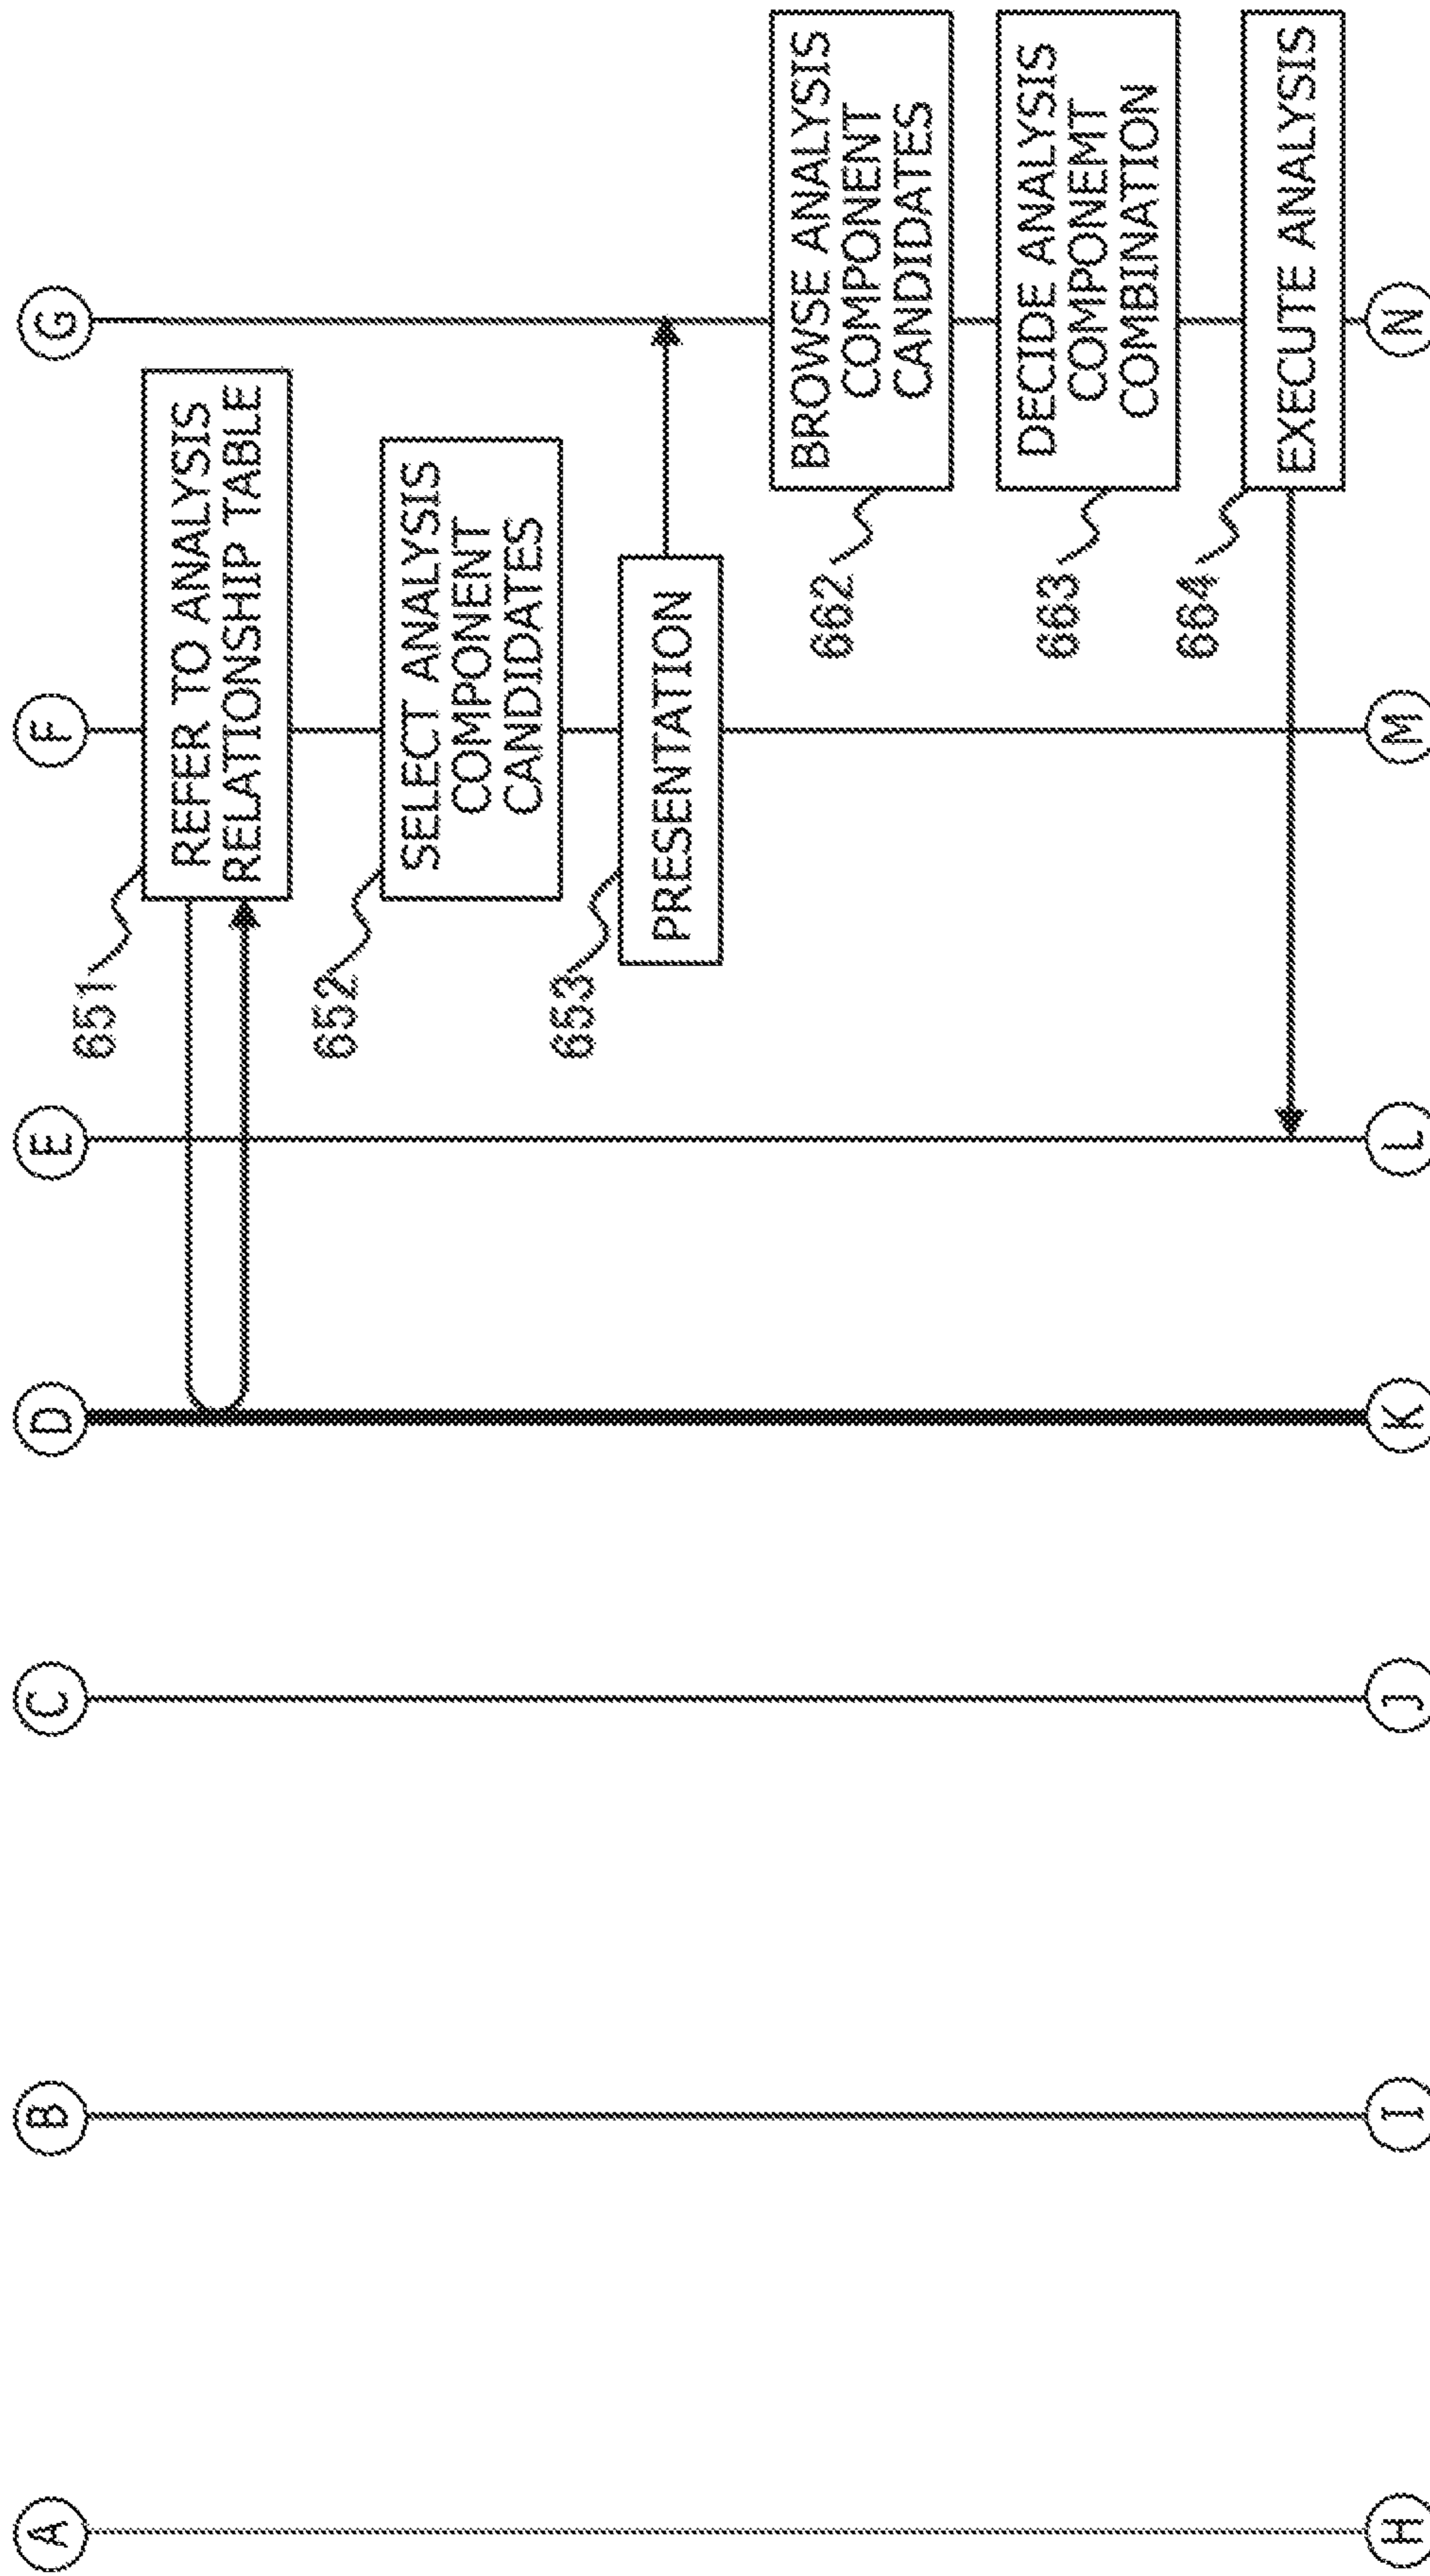 A
B
C
D
E
F
G
651
REFER TO ANALYSIS
RELATIONSHIP TABLE
652
SELECT ANALYSIS
COMPONENT
CANDIDATES
653
PRESENTATION
662
BROWSE ANALYSIS
COMPONENT
CANDIDATES
663
DECIDE ANALYSIS
COMPONEMT
COMBINATION
664
EXECUTE ANALYSIS
H
I
J
K
L
M
N